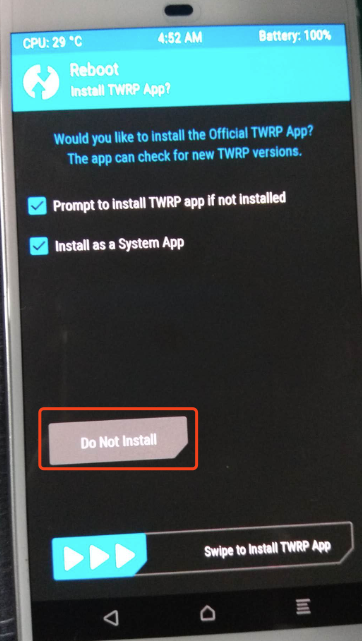 CPU: 29 °C 4:52 AM Battery: 100%
Reboot
Install TWRP App?
Would you like to install the Official TWRP App?
The app can check for new TWRP versions.
Prompt to install TWRP app if not installed
Install as a System App
Do Not Install
Swipe to Install TWRP App